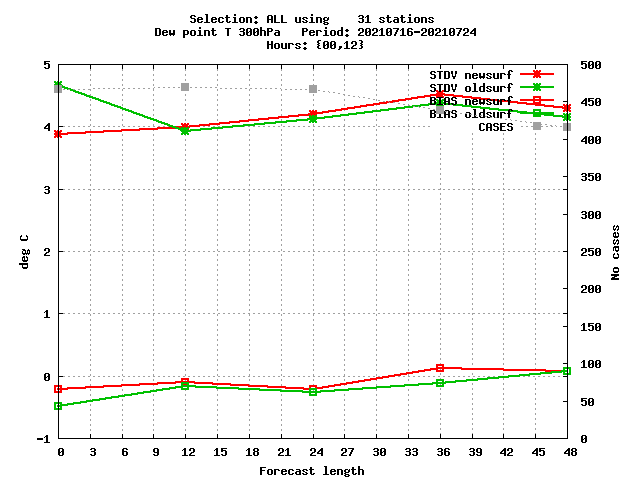 Selection: ALL using    31 stations
Dew point T 300hPa   Period: 20210716-20210724
Hours: {00,12}
5
4
3
2
1
0
-1
deg C
500
450
400
350
300
250
200
150
100
50
0
No cases
STDV newsurf
STDV oldsurf
BIAS newsurf
BIAS oldsurf
CASES
0 3 6 9 12 15 18 21 24 27 30 33 36 39 42 45 48
Forecast length